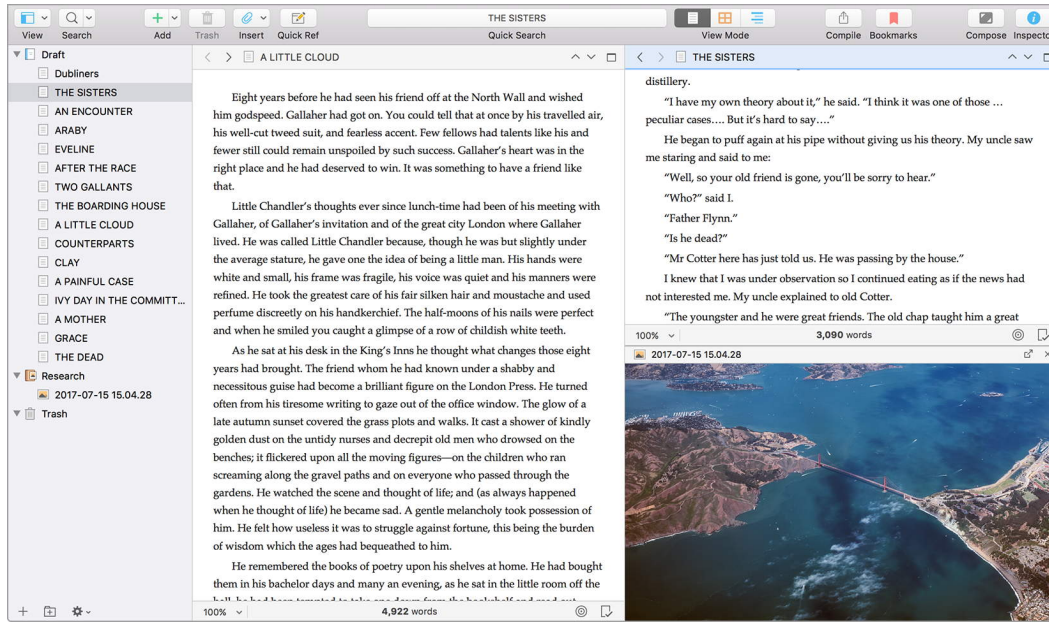 THE SISTERS
View
Search
Add
Trash
Insert
Quick Ref
Quick Search
View Mode
Compile
Bookmarks
Compose
Inspecto
Draft
Dubliners
THE SISTERS
AN ENCOUNTER
ARABY
EVELINE
AFTER THE RACE
TWO GALLANTS
THE BOARDING HOUSE
A LITTLE CLOUD
COUNTERPARTS
CLAY
A PAINFUL CASE
IVY DAY IN THE COMMITT...
A MOTHER
GRACE
THE DEAD
Research
2017-07-15 15.04.28
Trash
A LITTLE CLOUD
Eight years before he had seen his friend off at the North Wall and wished
him godspeed. Gallaher had got on. You could tell that at once by his travelled air,
his well-cut tweed suit, and fearless accent. Few fellows had talents like his and
fewer still could remain unspoiled by such success. Gallaher’s heart was in the
right place and he had deserved to win. It was something to have a friend like
that.
Little Chandler’s thoughts ever since lunch-time had been of his meeting with
Gallaher, of Gallaher’s invitation and of the great city London where Gallaher
lived. He was called Little Chandler because, though he was but slightly under
the average stature, he gave one the idea of being a little man. His hands were
white and small, his frame was fragile, his voice was quiet and his manners were
refined. He took the greatest care of his fair silken hair and moustache and used
perfume discreetly on his handkerchief. The half-moons of his nails were perfect
and when he smiled you caught a glimpse of a row of childish white teeth.
As he sat at his desk in the King’s Inns he thought what changes those eight
years had brought. The friend whom he had known under a shabby and
necessitous guise had become a brilliant figure on the London Press. He turned
often from his tiresome writing to gaze out of the office window. The glow of a
late autumn sunset covered the grass plots and walks. It cast a shower of kindly
golden dust on the untidy nurses and decrepit old men who drowsed on the
benches; it flickered upon all the moving figures—on the children who ran
screaming along the gravel paths and on everyone who passed through the
gardens. He watched the scene and thought of life; and (as always happened
when he thought of life) he became sad. A gentle melancholy took possession of
him. He felt how useless it was to struggle against fortune, this being the burden
of wisdom which the ages had bequeathed to him.
He remembered the books of poetry upon his shelves at home. He had bought
them in his bachelor days and many an evening, as he sat in the little room off the
100%
4,922 words
THE SISTERS
distillery.
“I have my own theory about it,” he said. “I think it was one of those …
peculiar cases…. But it’s hard to say….”
He began to puff again at his pipe without giving us his theory. My uncle saw
me staring and said to me:
“Well, so your old friend is gone, you’ll be sorry to hear.”
“Who?” said I.
“Father Flynn.”
“Is he dead?”
“Mr Cotter here has just told us. He was passing by the house.”
I knew that I was under observation so I continued eating as if the news had
not interested me. My uncle explained to old Cotter.
“The youngster and he were great friends. The old chap taught him a great
100%
3,090 words
2017-07-15 15.04.28